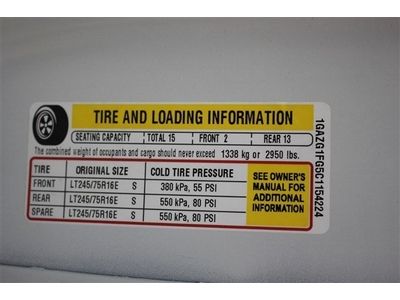 TIRE AND LOADING INFORMATION
SEATING CAPACITY TOTAL 15 FRONT 2 REAR 13
The combined weight of occupants and cargo should never exceed 1338 kg or 2950 lbs.
TIRE ORIGINAL SIZE COLD TIRE PRESSURE
FRONT LT245/75R16E S 380 kPa, 55 PSI
REAR LT245/75R16E S 550 kPa, 80 PSI
SPARE LT245/75R16E S 550 kPa, 80 PSI
SEE OWNER'S
MANUAL FOR
ADDITIONAL
INFORMATION
1GAZG1FG5C1154224